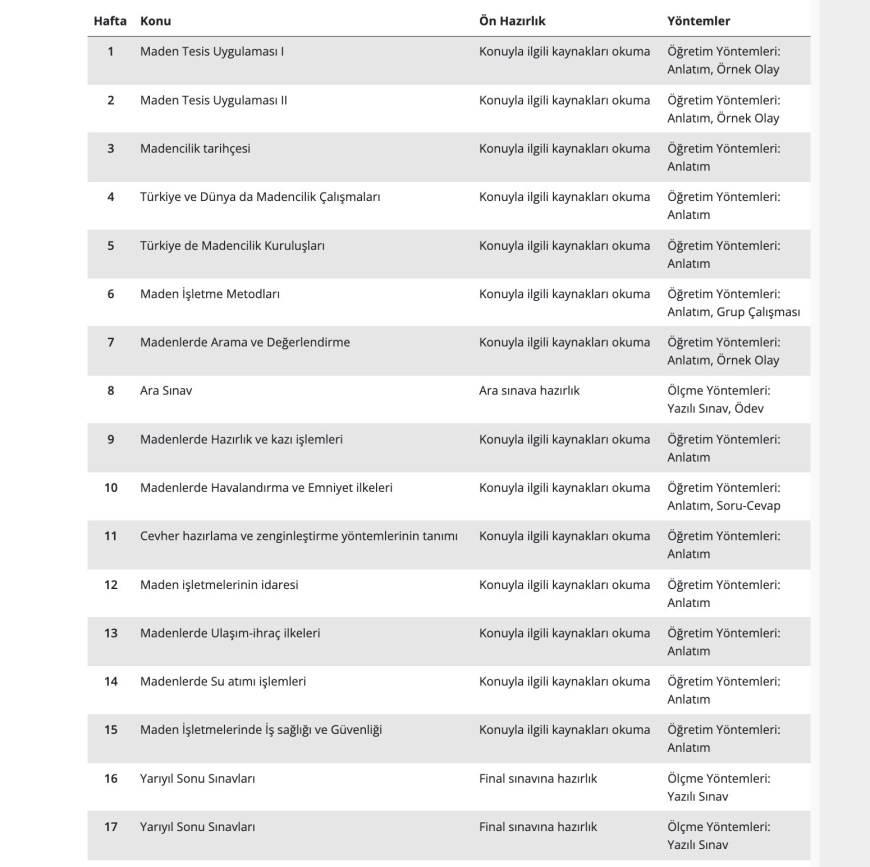 Hafta Konu Ön Hazırlık Yöntemler
1 Maden Tesis Uygulaması I Konuyla ilgili kaynakları okuma Öğretim Yöntemleri:
Anlatım, Örnek Olay
2 Maden Tesis Uygulaması II Konuyla ilgili kaynakları okuma Öğretim Yöntemleri:
Anlatım, Örnek Olay
3 Madencilik tarihçesi Konuyla ilgili kaynakları okuma Öğretim Yöntemleri:
Anlatım
4 Türkiye ve Dünya da Madencilik Çalışmaları Konuyla ilgili kaynakları okuma Öğretim Yöntemleri:
Anlatım
5 Türkiye de Madencilik Kuruluşları Konuyla ilgili kaynakları okuma Öğretim Yöntemleri:
Anlatım
6 Maden İşletme Metodları Konuyla ilgili kaynakları okuma Öğretim Yöntemleri:
Anlatım, Grup Çalışması
7 Madenlerde Arama ve Değerlendirme Konuyla ilgili kaynakları okuma Öğretim Yöntemleri:
Anlatım, Örnek Olay
8 Ara Sınav Ara sınava hazırlık Ölçme Yöntemleri:
Yazılı Sınav, Ödev
9 Madenlerde Hazırlık ve kazı işlemleri Konuyla ilgili kaynakları okuma Öğretim Yöntemleri:
Anlatım
10 Madenlerde Havalandırma ve Emniyet ilkeleri Konuyla ilgili kaynakları okuma Öğretim Yöntemleri:
Anlatım, Soru-Cevap
11 Cevher hazırlama ve zenginleştirme yöntemlerinin tanımı Konuyla ilgili kaynakları okuma Öğretim Yöntemleri:
Anlatım
12 Maden işletmelerinin idaresi Konuyla ilgili kaynakları okuma Öğretim Yöntemleri:
Anlatım
13 Madenlerde Ulaşım-ihraç ilkeleri Konuyla ilgili kaynakları okuma Öğretim Yöntemleri:
Anlatım
14 Madenlerde Su atımı işlemleri Konuyla ilgili kaynakları okuma Öğretim Yöntemleri:
Anlatım
15 Maden İşletmelerinde İş sağlığı ve Güvenliği Konuyla ilgili kaynakları okuma Öğretim Yöntemleri:
Anlatım
16 Yarıyıl Sonu Sınavları Final sınavına hazırlık Ölçme Yöntemleri:
Yazılı Sınav
17 Yarıyıl Sonu Sınavları Final sınavına hazırlık Ölçme Yöntemleri:
Yazılı Sınav